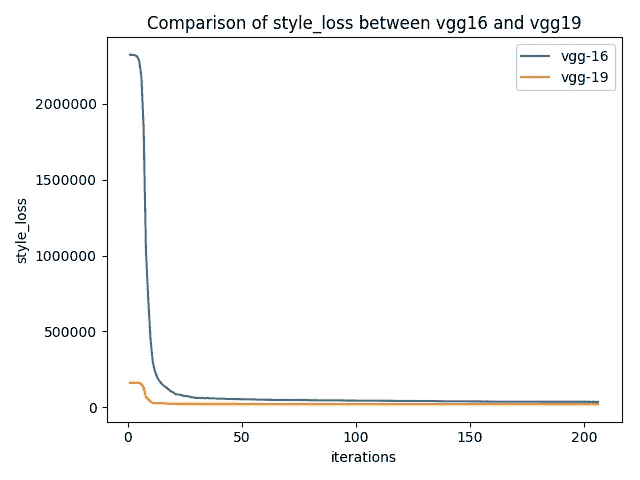 Comparison of style_loss between vgg16 and vgg19
vgg-16
vgg-19
2000000
1500000
1000000
500000
0
style_loss
0 50 100 150 200
iterations